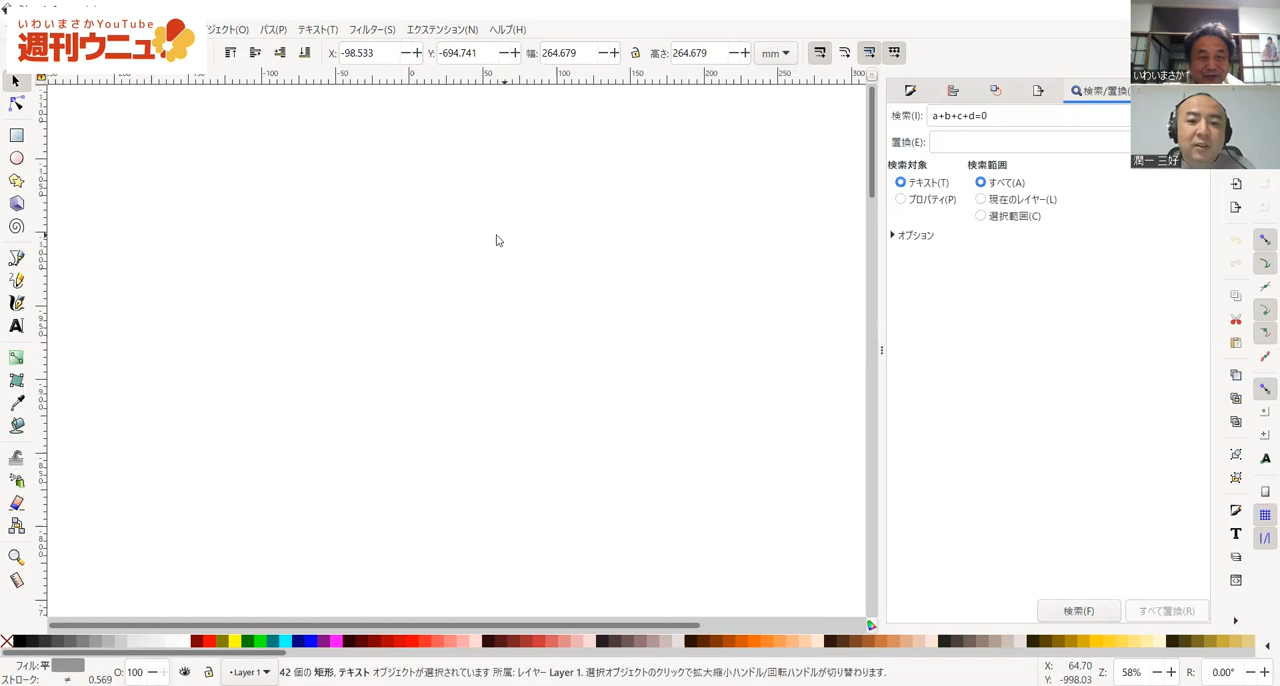 いわいまさかYouTube
週刊ウニュ
ジェクト(O) パス(P) テキスト(T) フィルター(S) エクステンション(N) ヘルプ(H)
X: -98.533 Y: -694.741 幅: 264.679 高さ: 264.679 mm
-100 -50 0 50 100 150 200 250 300
検索/置換(
検索(I): a+b+c+d=0
置換(E):
検索対象 検索範囲
テキスト(T) すべて(A)
プロパティ(P) 現在のレイヤー(L)
選択範囲(C)
オプション
いわいまさか
潤一 三好
検索(F) すべて置換(R)
フィル: 平
ストローク: 0.569
O: 100
•Layer 1
42 個の 矩形, テキスト オブジェクトが選択されています 所属: レイヤー Layer 1. 選択オブジェクトのクリックで拡大縮小ハンドル/回転ハンドルが切り替わります.
X: 64.70
Y: -998.03
Z: 58% R: 0.00°